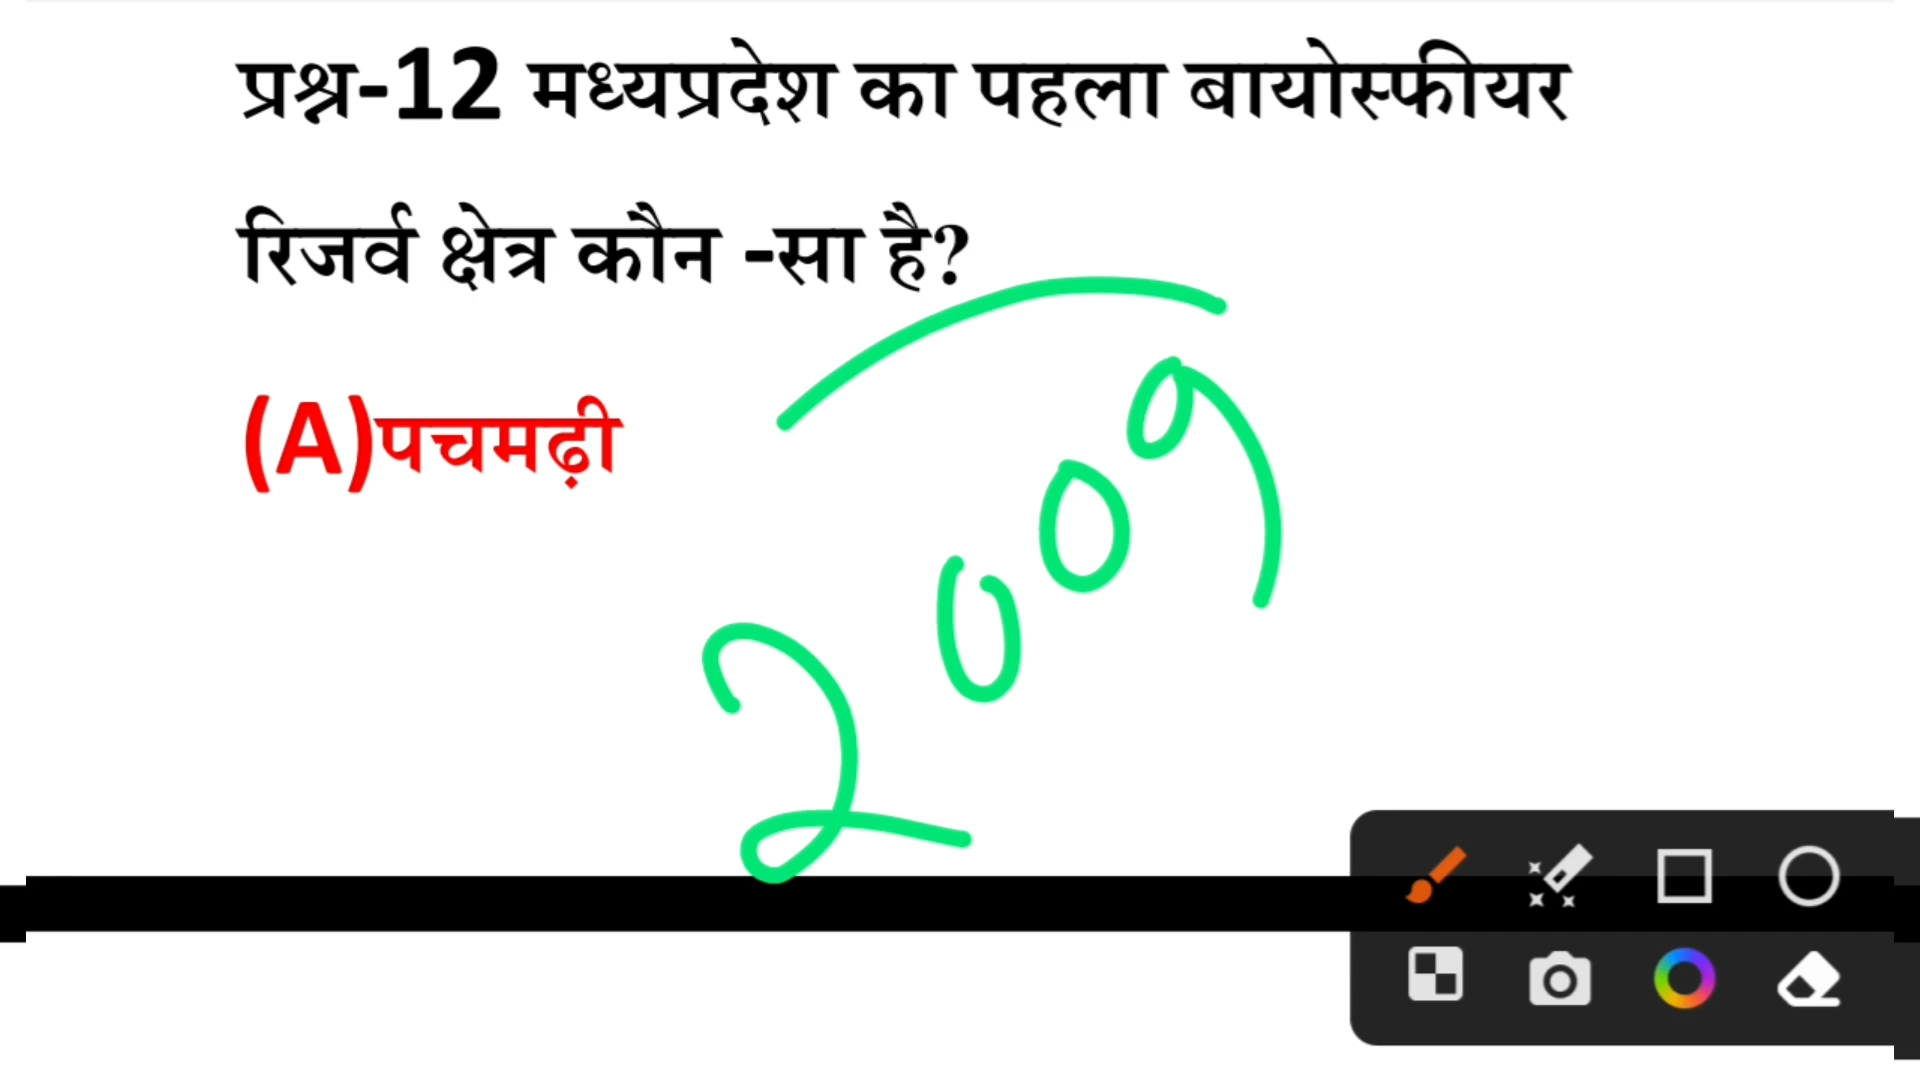 प्रश्न-12 मध्यप्रदेश का पहला बायोस्फीयर
रिजर्व क्षेत्र कौन -सा है?
(A)पचमढ़ी
2009